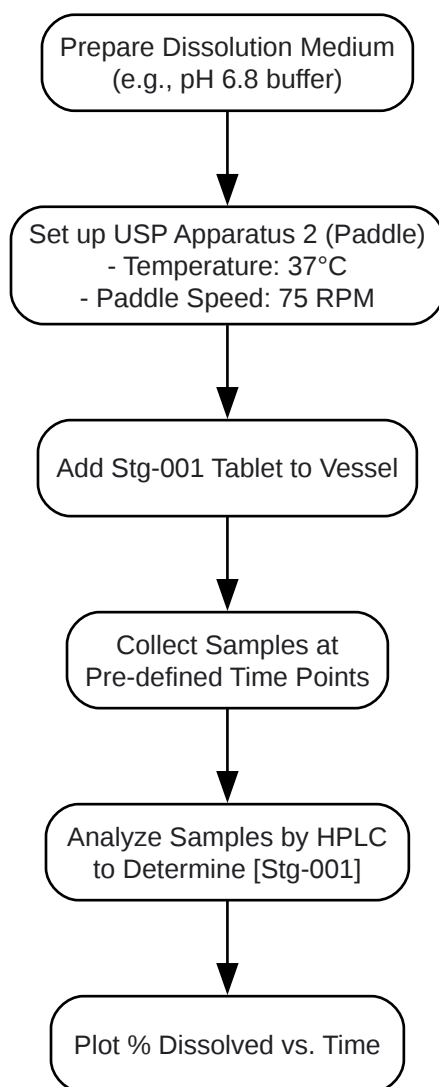 Prepare Dissolution Medium
(e.g., pH 6.8 buffer)
Set up USP Apparatus 2 (Paddle)
- Temperature: 37°C
- Paddle Speed: 75 RPM
Add Stg-001 Tablet to Vessel
Collect Samples at
Pre-defined Time Points
Analyze Samples by HPLC
to Determine [Stg-001]
Plot % Dissolved vs. Time